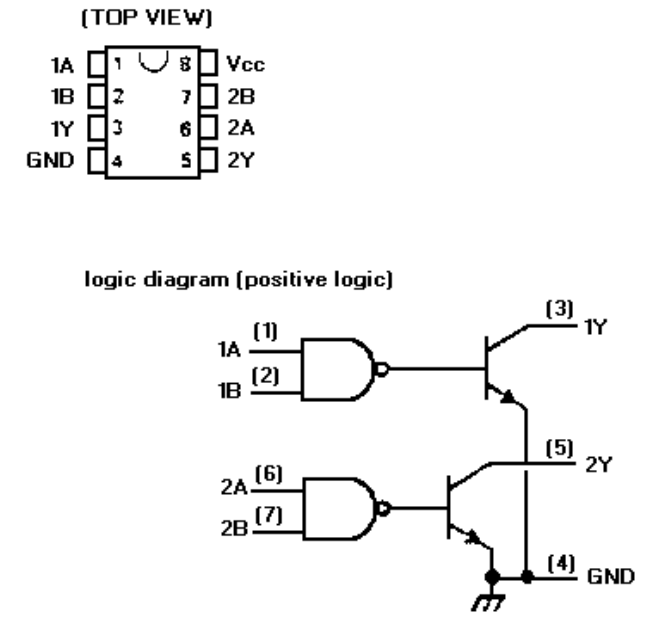 (TOP VIEW)
1A 1 8 Vcc
1B 2 7 2B
1Y 3 6 2A
GND 4 5 2Y
logic diagram (positive logic)
(3) 1Y
1A (1)
1B (2)
(5) 2Y
2A (6)
2B (7)
(4) GND